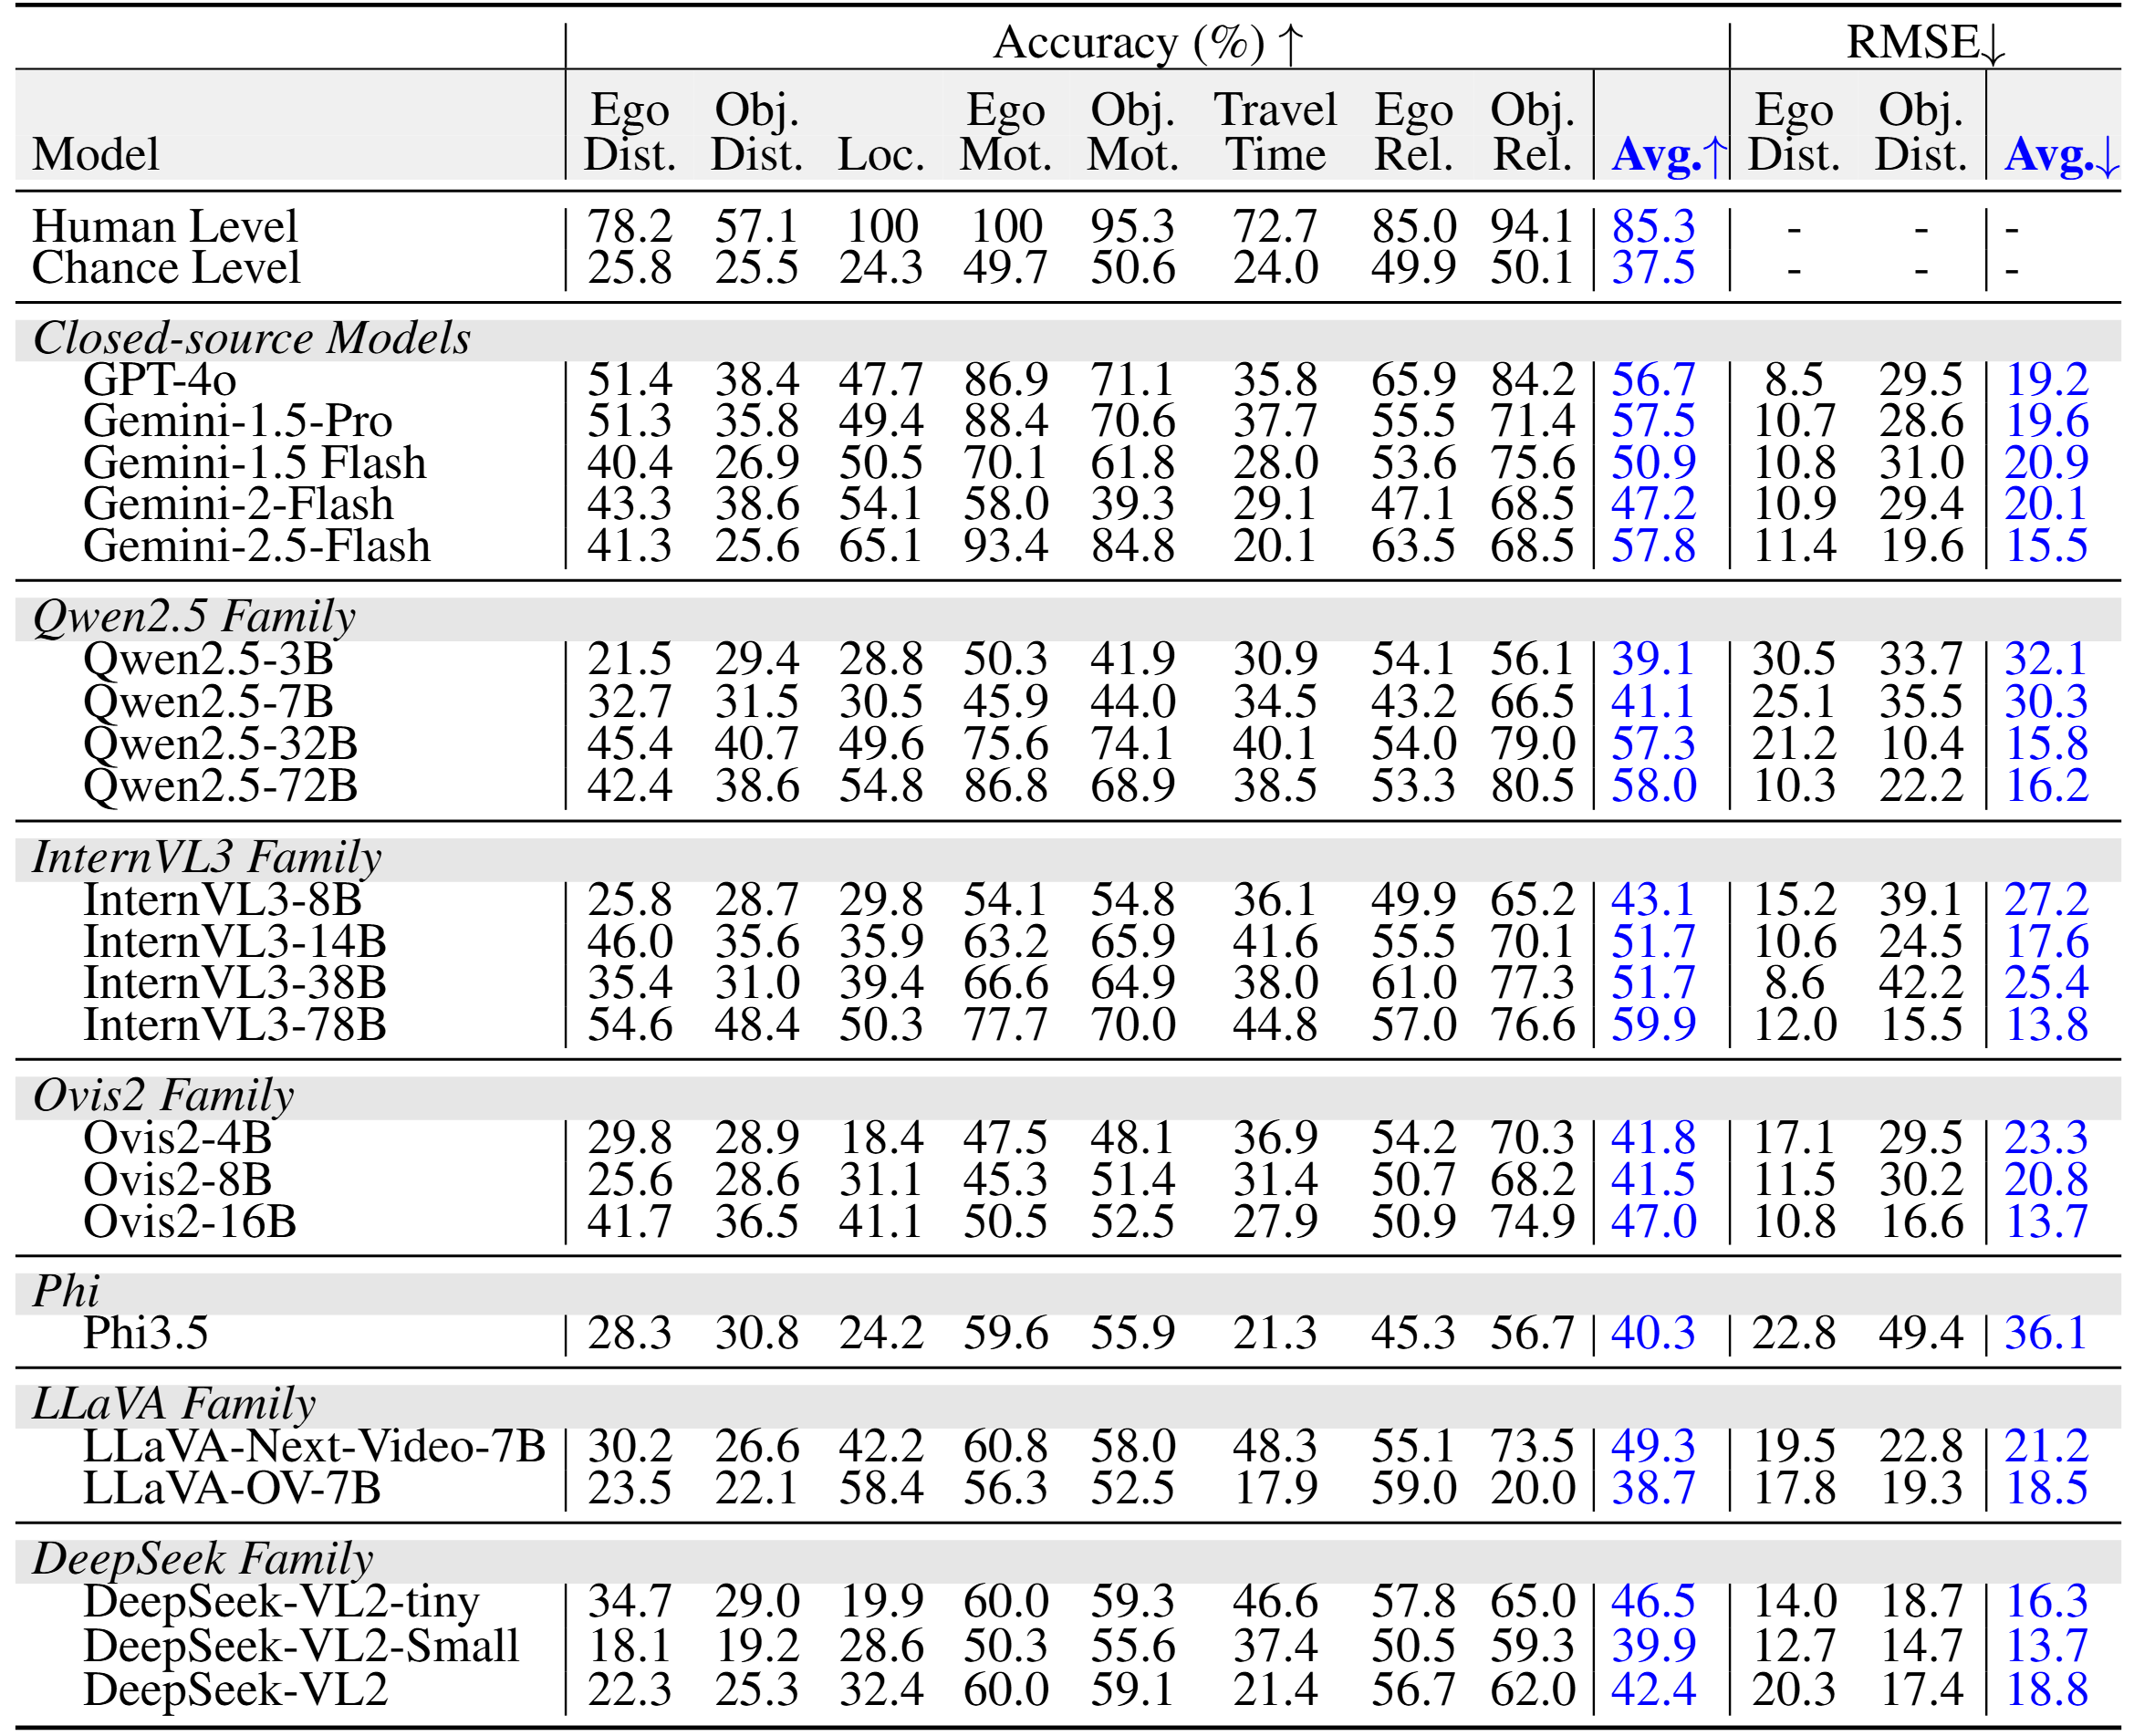 Accuracy (%) ↑ RMSE↓
Ego Obj. Ego Obj. Travel Ego Obj. Ego Obj.
Model Dist. Dist. Loc. Mot. Mot. Time Rel. Rel. Avg.↑ Dist. Dist. Avg.↓
Human Level 78.2 57.1 100 100 95.3 72.7 85.0 94.1 85.3 - - -
Chance Level 25.8 25.5 24.3 49.7 50.6 24.0 49.9 50.1 37.5 - - -
Closed-source Models
GPT-4o 51.4 38.4 47.7 86.9 71.1 35.8 65.9 84.2 56.7 8.5 29.5 19.2
Gemini-1.5-Pro 51.3 35.8 49.4 88.4 70.6 37.7 55.5 71.4 57.5 10.7 28.6 19.6
Gemini-1.5 Flash 40.4 26.9 50.5 70.1 61.8 28.0 53.6 75.6 50.9 10.8 31.0 20.9
Gemini-2-Flash 43.3 38.6 54.1 58.0 39.3 29.1 47.1 68.5 47.2 10.9 29.4 20.1
Gemini-2.5-Flash 41.3 25.6 65.1 93.4 84.8 20.1 63.5 68.5 57.8 11.4 19.6 15.5
Qwen2.5 Family
Qwen2.5-3B 21.5 29.4 28.8 50.3 41.9 30.9 54.1 56.1 39.1 30.5 33.7 32.1
Qwen2.5-7B 32.7 31.5 30.5 45.9 44.0 34.5 43.2 66.5 41.1 25.1 35.5 30.3
Qwen2.5-32B 45.4 40.7 49.6 75.6 74.1 40.1 54.0 79.0 57.3 21.2 10.4 15.8
Qwen2.5-72B 42.4 38.6 54.8 86.8 68.9 38.5 53.3 80.5 58.0 10.3 22.2 16.2
InternVL3 Family
InternVL3-8B 25.8 28.7 29.8 54.1 54.8 36.1 49.9 65.2 43.1 15.2 39.1 27.2
InternVL3-14B 46.0 35.6 35.9 63.2 65.9 41.6 55.5 70.1 51.7 10.6 24.5 17.6
InternVL3-38B 35.4 31.0 39.4 66.6 64.9 38.0 61.0 77.3 51.7 8.6 42.2 25.4
InternVL3-78B 54.6 48.4 50.3 77.7 70.0 44.8 57.0 76.6 59.9 12.0 15.5 13.8
Ovis2 Family
Ovis2-4B 29.8 28.9 18.4 47.5 48.1 36.9 54.2 70.3 41.8 17.1 29.5 23.3
Ovis2-8B 25.6 28.6 31.1 45.3 51.4 31.4 50.7 68.2 41.5 11.5 30.2 20.8
Ovis2-16B 41.7 36.5 41.1 50.5 52.5 27.9 50.9 74.9 47.0 10.8 16.6 13.7
Phi
Phi3.5 28.3 30.8 24.2 59.6 55.9 21.3 45.3 56.7 40.3 22.8 49.4 36.1
LLaVA Family
LLaVA-Next-Video-7B 30.2 26.6 42.2 60.8 58.0 48.3 55.1 73.5 49.3 19.5 22.8 21.2
LLaVA-OV-7B 23.5 22.1 58.4 56.3 52.5 17.9 59.0 20.0 38.7 17.8 19.3 18.5
DeepSeek Family
DeepSeek-VL2-tiny 34.7 29.0 19.9 60.0 59.3 46.6 57.8 65.0 46.5 14.0 18.7 16.3
DeepSeek-VL2-Small 18.1 19.2 28.6 50.3 55.6 37.4 50.5 59.3 39.9 12.7 14.7 13.7
DeepSeek-VL2 22.3 25.3 32.4 60.0 59.1 21.4 56.7 62.0 42.4 20.3 17.4 18.8